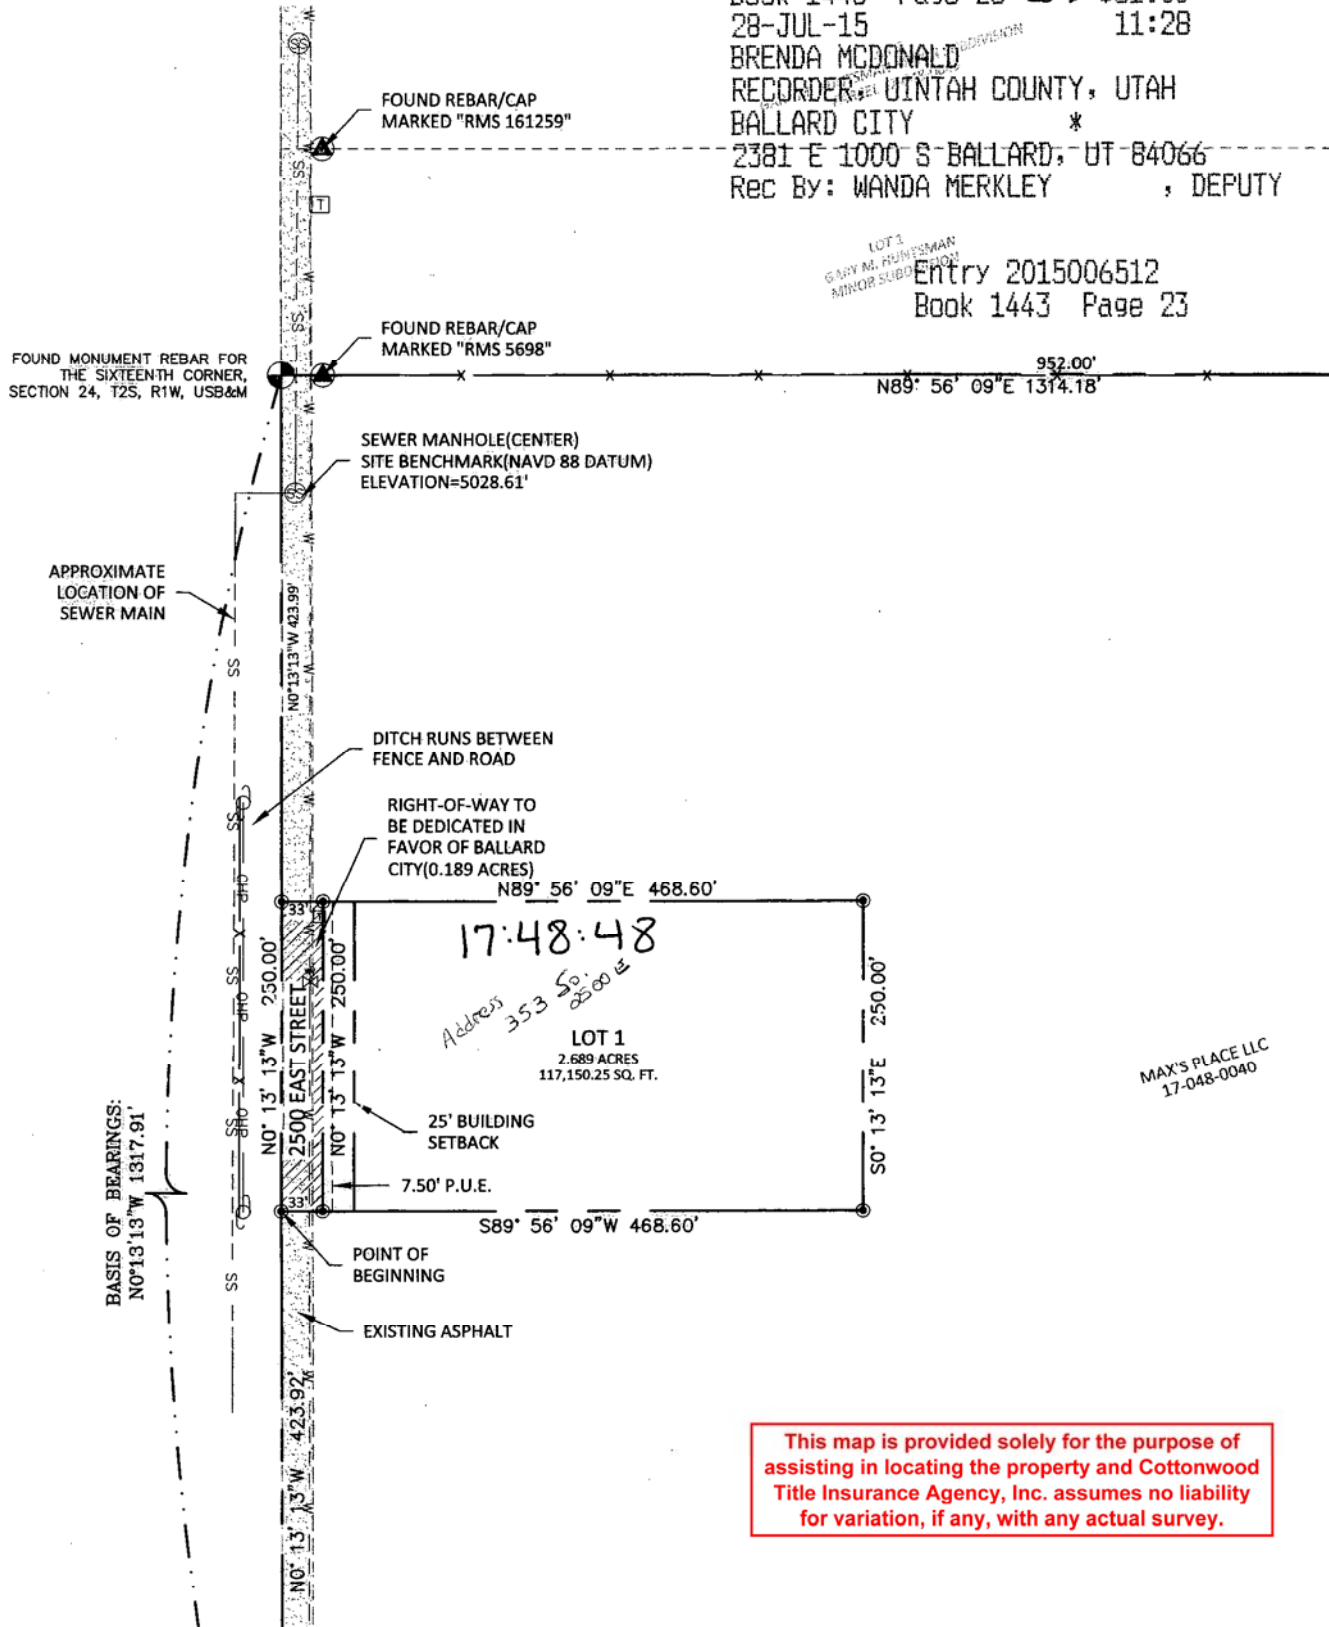 28-JUL-15 11:28
BRENDA MCDONALD
RECORDER, UINTAH COUNTY, UTAH
BALLARD CITY *
2381 E 1000 S BALLARD, UT 84066
Rec By: WANDA MERKLEY , DEPUTY
FOUND REBAR/CAP
MARKED "RMS 161259"
T
LOT 1
GARY M. HUNTSMAN
MINOR SUBDIVISION
Entry 2015006512
Book 1443 Page 23
FOUND REBAR/CAP
MARKED "RMS 5698"
FOUND MONUMENT REBAR FOR
THE SIXTEENTH CORNER,
SECTION 24, T2S, R1W, USB&M
952.00'
N89° 56' 09"E 1314.18'
SEWER MANHOLE(CENTER)
SITE BENCHMARK(NAVD 88 DATUM)
ELEVATION=5028.61'
APPROXIMATE
LOCATION OF
SEWER MAIN
N0°13'13"W 423.99'
DITCH RUNS BETWEEN
FENCE AND ROAD
RIGHT-OF-WAY TO
BE DEDICATED IN
FAVOR OF BALLARD
CITY(0.189 ACRES)
N89° 56' 09"E 468.60'
33'
17:48:48
Address 353 So.
2500 E
N0° 13' 13"W 250.00'
2500 EAST STREET
N0° 13' 13"W 250.00'
LOT 1
2.689 ACRES
117,150.25 SQ. FT.
S0° 13' 13"E 250.00'
MAX'S PLACE LLC
17-048-0040
25' BUILDING
SETBACK
7.50' P.U.E.
33'
S89° 56' 09"W 468.60'
BASIS OF BEARINGS:
N0°13'13"W 1317.91'
POINT OF
BEGINNING
EXISTING ASPHALT
N0° 13' 13"W 423.92'
This map is provided solely for the purpose of
assisting in locating the property and Cottonwood
Title Insurance Agency, Inc. assumes no liability
for variation, if any, with any actual survey.